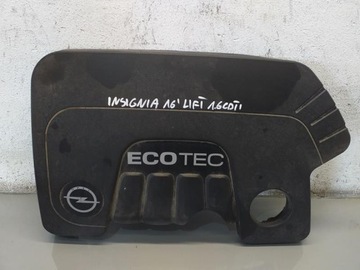 INSIGNIA 16' LIFT 1.6CDTI
ECOTEC